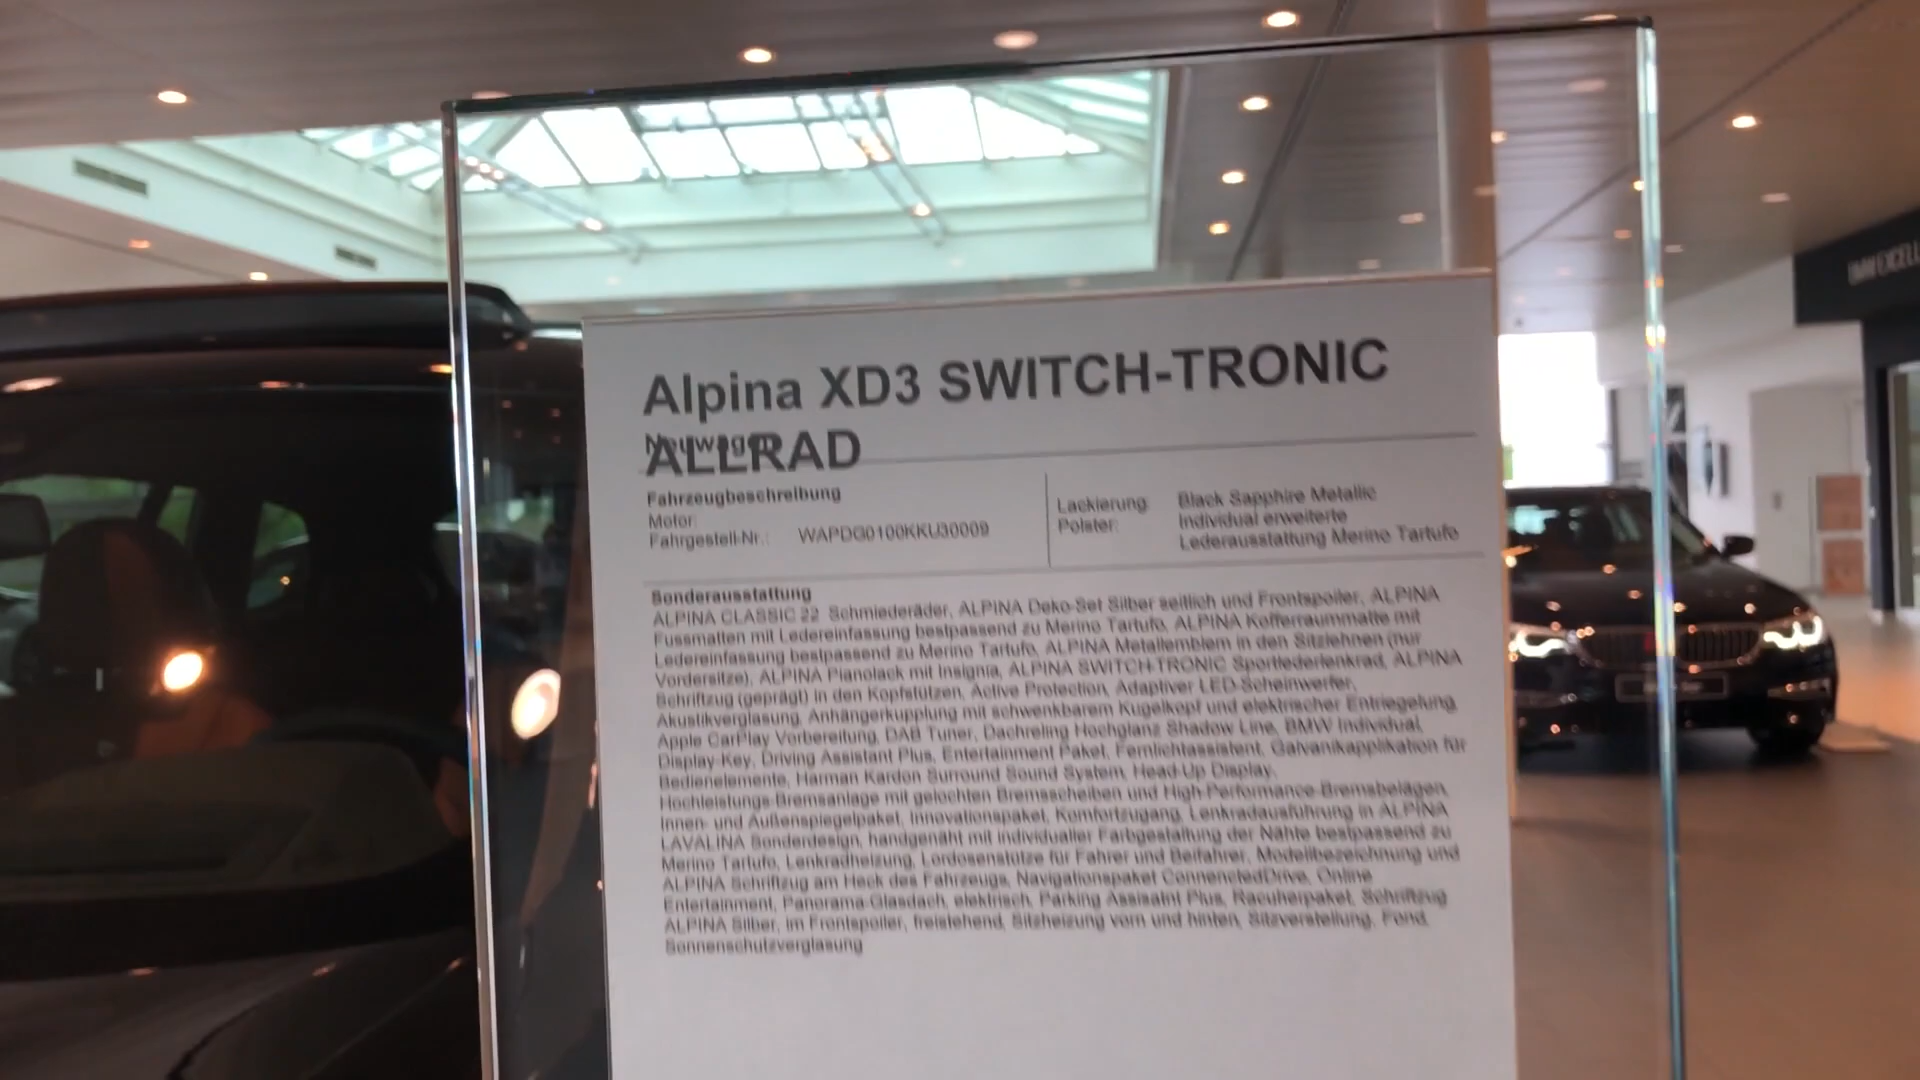 Alpina XD3 SWITCH-TRONIC
ALLRAD
Neuwagen
Fahrzeugbeschreibung
Motor:
Fahrgestell-Nr.: WAPDG0100KKU30009
Lackierung: Black Sapphire Metallic
Polster: Individual erweiterte
Lederausstattung Merino Tartufo
Sonderausstattung
ALPINA CLASSIC 22 Schmiederäder, ALPINA Deko-Set Silber seitlich und Frontspoiler, ALPINA
Fussmatten mit Ledereinfassung bestpassend zu Merino Tartufo, ALPINA Kofferraummatte mit
Ledereinfassung bestpassend zu Merino Tartufo, ALPINA Metallemblem in den Sitzlehnen (nur
Vordersitze), ALPINA Pianolack mit Insignia, ALPINA SWITCH-TRONIC Sportlederlenkrad, ALPINA
Schriftzug (geprägt) in den Kopfstützen, Active Protection, Adaptiver LED-Scheinwerfer,
Akustikverglasung, Anhängerkupplung mit schwenkbarem Kugelkopf und elektrischer Entriegelung,
Apple CarPlay Vorbereitung, DAB Tuner, Dachreling Hochglanz Shadow Line, BMW Individual,
Display-Key, Driving Assistant Plus, Entertainment Paket, Fernlichtassistent, Galvanikapplikation für
Bedienelemente, Harman Kardon Surround Sound System, Head-Up Display,
Hochleistungs-Bremsanlage mit gelochten Bremsscheiben und High-Performance-Bremsbelägen,
Innen- und Außenspiegelpaket, Innovationspaket, Komfortzugang, Lenkradausführung in ALPINA
LAVALINA Sonderdesign, handgenäht mit individualler Farbgestaltung der Nähte bestpassend zu
Merino Tartufo, Lenkradheizung, Lordosenstütze für Fahrer und Beifahrer, Modellbezeichnung und
ALPINA Schriftzug am Heck des Fahrzeugs, Navigationspaket ConnenctedDrive, Online
Entertainment, Panorama-Glasdach, elektrisch, Parking Assisatnt Plus, Racuherpaket, Schriftzug
ALPINA Silber, im Frontspoiler, freistehend, Sitzheizung vorn und hinten, Sitzverstellung, Fond,
Sonnenschutzverglasung